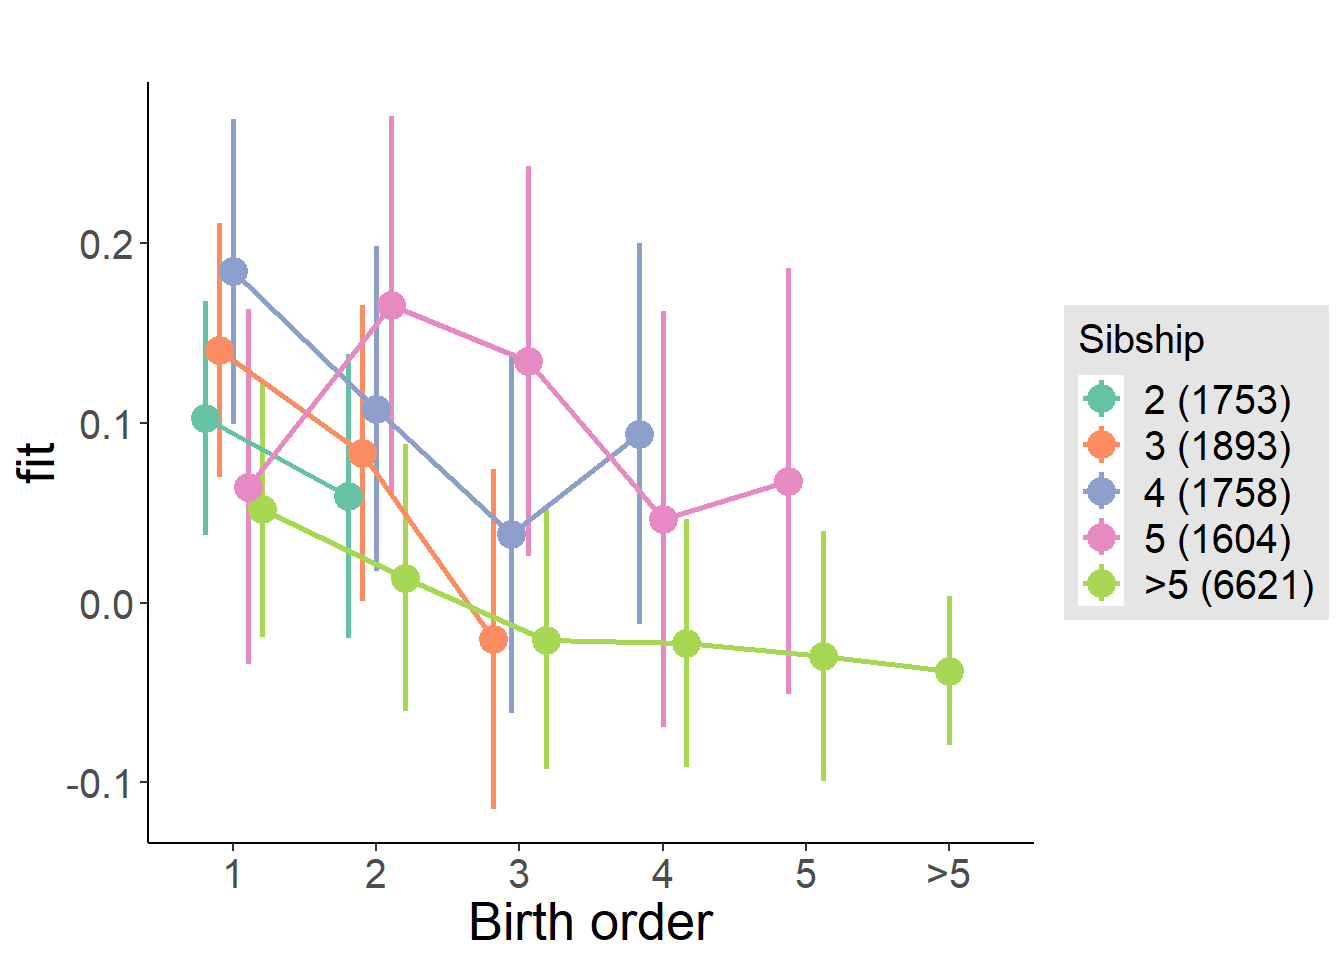 fit
0.2
0.1
0.0
-0.1
1 2 3 4 5 >5
Birth order
Sibship
2 (1753)
3 (1893)
4 (1758)
5 (1604)
>5 (6621)